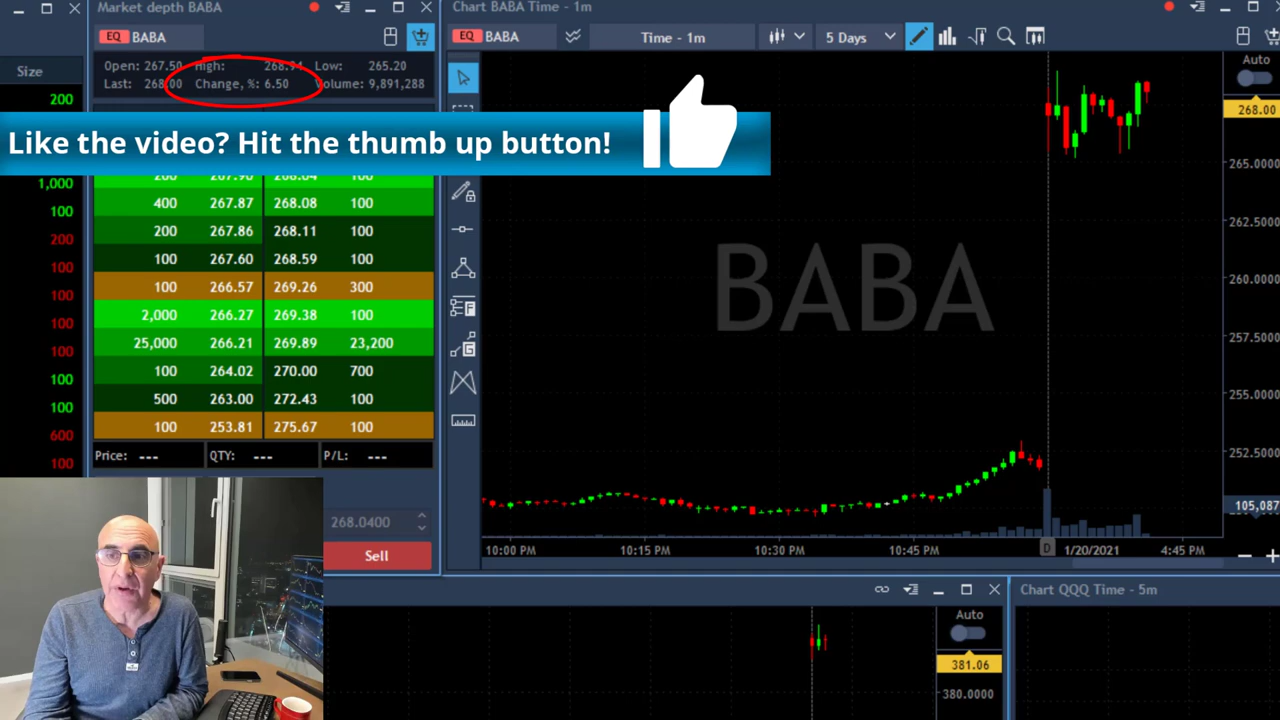 Market depth BABA
Chart BABA Time - 1m
EQ BABA
EQ BABA
Time - 1m
5 Days
Size
Open: 267.50 High: 268.94 Low: 265.20
Last: 268.00 Change, %: 6.50 Volume: 9,891,288
Auto
200
268.00
Like the video? Hit the thumb up button!
265.0000
1,000
100
200
100
100
100
100
100
600
100
400 267.87 268.08 100
200 267.86 268.11 100
100 267.60 268.59 100
100 266.57 269.26 300
2,000 266.27 269.38 100
25,000 266.21 269.89 23,200
100 264.02 270.00 700
500 263.00 272.43 100
100 253.81 275.67 100
Price: --- QTY: --- P/L: ---
268.0400
Sell
F
G
BABA
262.5000
260.0000
257.5000
255.0000
252.5000
105,087
10:00 PM 10:15 PM 10:30 PM 10:45 PM D 1/20/2021 4:45 PM
Chart QQQ Time - 5m
Auto
381.06
380.0000